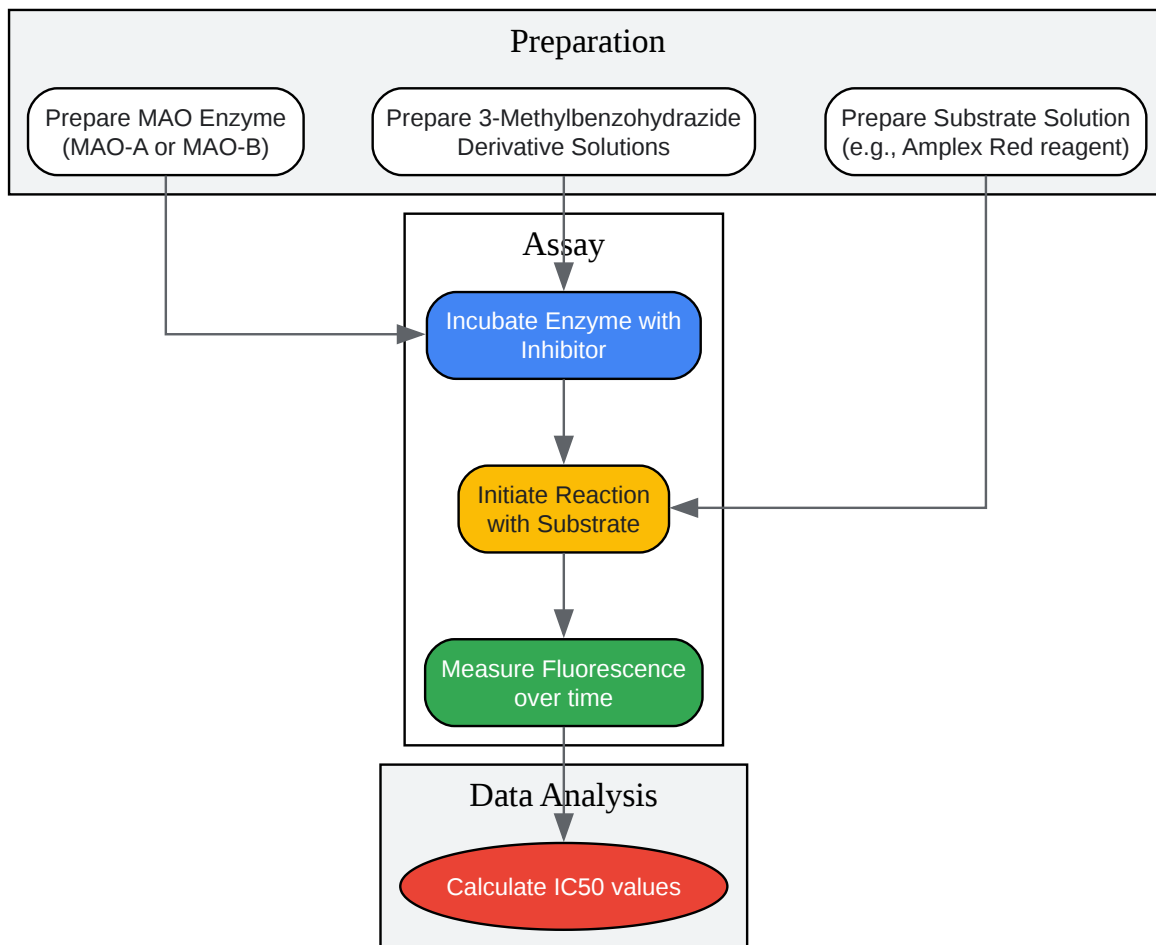 Preparation
Prepare MAO Enzyme
(MAO-A or MAO-B)
Prepare 3-Methylbenzohydrazide
Derivative Solutions
Prepare Substrate Solution
(e.g., Amplex Red reagent)
Assay
Incubate Enzyme with
Inhibitor
Initiate Reaction
with Substrate
Measure Fluorescence
over time
Data Analysis
Calculate IC50 values